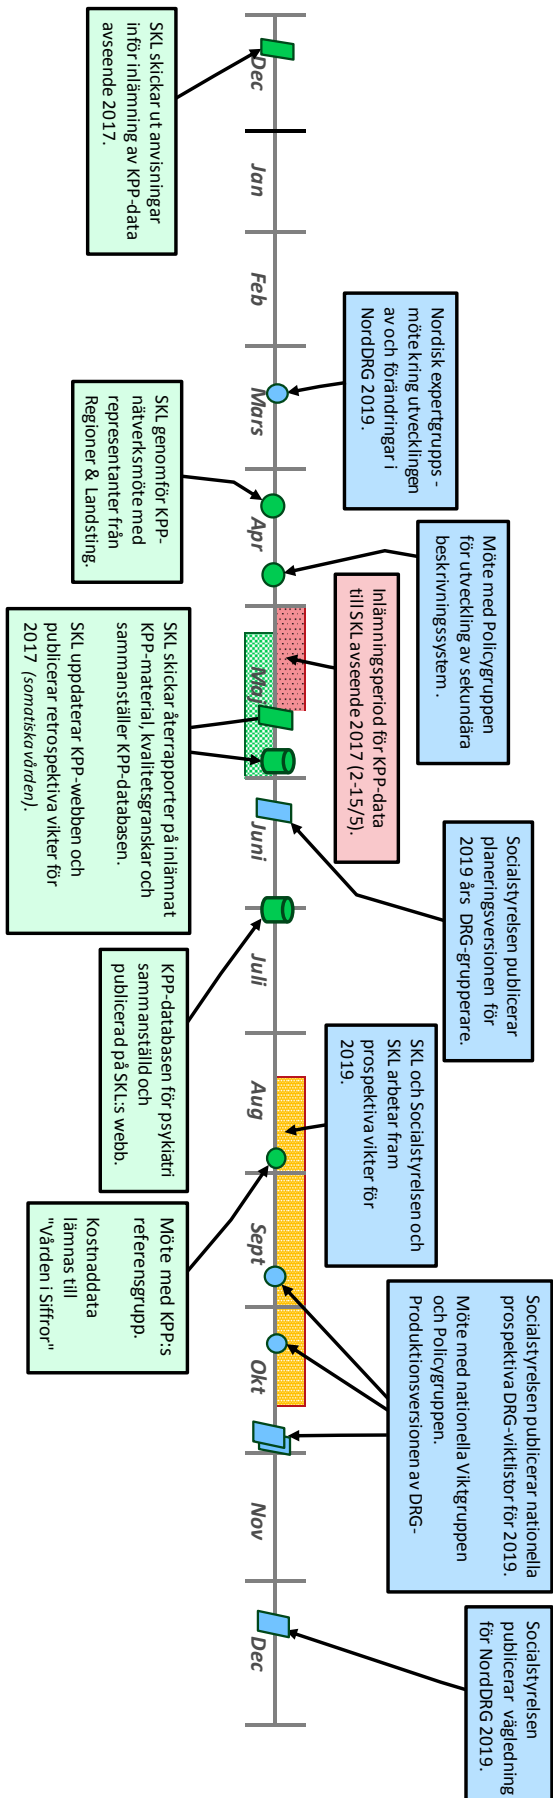 Nordisk expertgrupps -
möte kring utvecklingen
av och förändringar i
NordDRG 2019.
Möte med Policygruppen
för utveckling av sekundära
beskrivningssystem .
Inlämningsperiod för KPP-data
till SKL avseende 2017 (2-15/5).
Socialstyrelsen publicerar
planeringsversionen för
2019 års DRG-grupperare.
SKL och Socialstyrelsen och
SKL arbetar fram
prospektiva vikter för
2019.
Socialstyrelsen publicerar nationella
prospektiva DRG-viktlistor för 2019.
Möte med nationella Viktgruppen
och Policygruppen.
Produktionsversionen av DRG-
Socialstyrelsen
publicerar vägledning
för NordDRG 2019.
Dec
Jan
Feb
Mars
Apr
Maj
Juni
Juli
Aug
Sept
Okt
Nov
Dec
SKL skickar ut anvisningar
inför inlämning av KPP-data
avseende 2017.
SKL genomför KPP-
nätverksmöte med
representanter från
Regioner & Landsting.
SKL skickar återrapporter på inlämnat
KPP-material, kvalitetsgranskar och
sammanställer KPP-databasen.
SKL uppdaterar KPP-webben och
publicerar retrospektiva vikter för
2017 (somatiska vården).
KPP-databasen för psykiatri
sammanställd och
publicerad på SKL:s webb.
Möte med KPP:s
referensgrupp.
Kostnaddata
lämnas till
"Vården i Siffror"